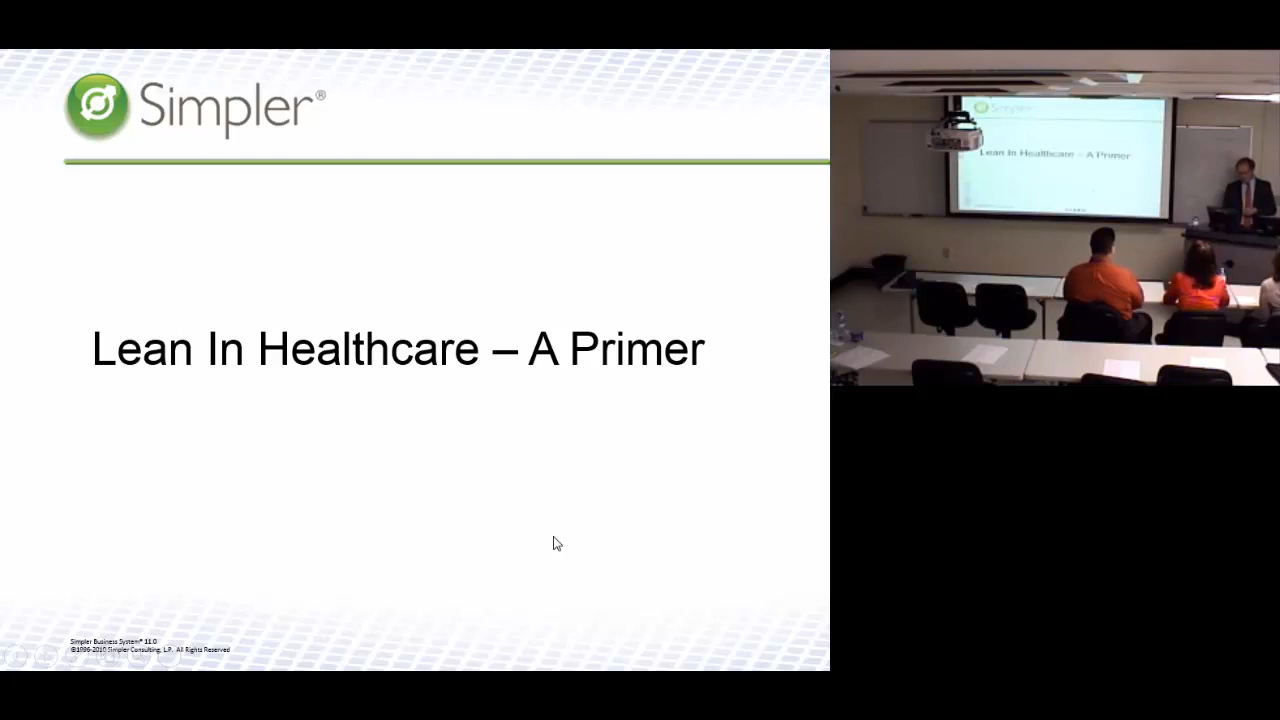 Simpler®
Lean In Healthcare – A Primer
Simpler Business System® 11.0
©1996-2010 Simpler Consulting, L.P. All Rights Reserved
Simpler
Lean In Healthcare – A Primer